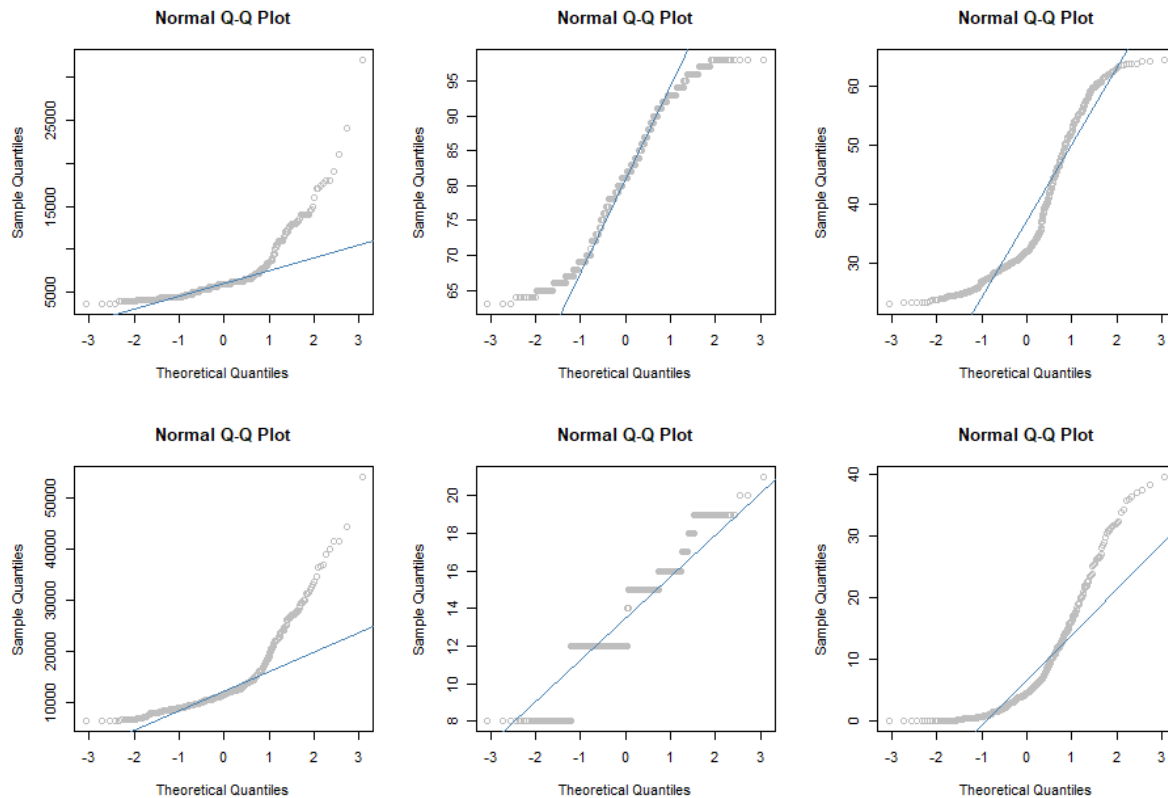 Normal Q-Q Plot
Sample Quantiles
5000 15000 25000
-3 -2 -1 0 1 2 3
Theoretical Quantiles
Normal Q-Q Plot
Sample Quantiles
65 70 75 80 85 90 95
-3 -2 -1 0 1 2 3
Theoretical Quantiles
Normal Q-Q Plot
Sample Quantiles
30 40 50 60
-3 -2 -1 0 1 2 3
Theoretical Quantiles
Normal Q-Q Plot
Sample Quantiles
10000 20000 30000 40000 50000
-3 -2 -1 0 1 2 3
Theoretical Quantiles
Normal Q-Q Plot
Sample Quantiles
8 10 12 14 16 18 20
-3 -2 -1 0 1 2 3
Theoretical Quantiles
Normal Q-Q Plot
Sample Quantiles
0 10 20 30 40
-3 -2 -1 0 1 2 3
Theoretical Quantiles